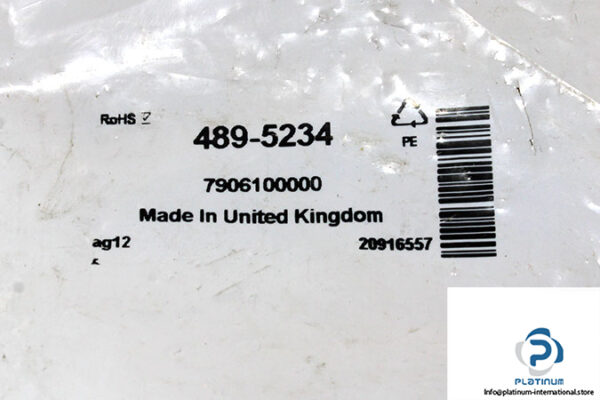 RoHS
489-5234
PE
7906100000
Made In United Kingdom
ag12
20916557
PLATINUM
Info@platinum-international.store